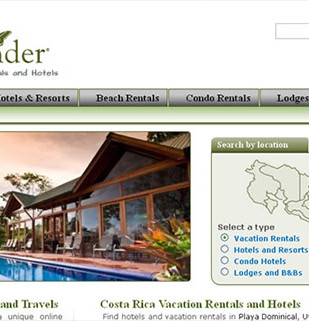 nder®
als and Hotels
Hotels & Resorts Beach Rentals Condo Rentals Lodges
Search by location
Select a type
Vacation Rentals
Hotels and Resorts
Condo Hotels
Lodges and B&Bs
and Travels
a unique online
Costa Rica Vacation Rentals and Hotels
Find hotels and vacation rentals in Playa Dominical, U